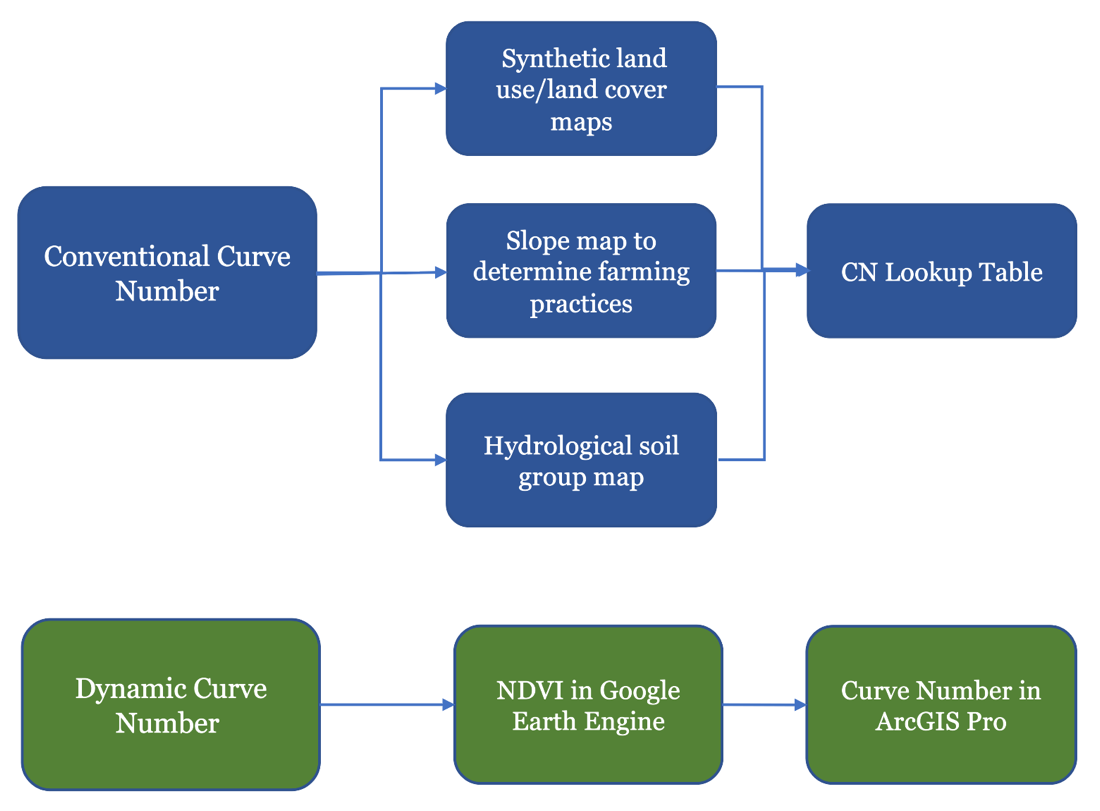 Synthetic land
use/land cover
maps
Conventional Curve
Number
Slope map to
determine farming
practices
CN Lookup Table
Hydrological soil
group map
Dynamic Curve
Number
NDVI in Google
Earth Engine
Curve Number in
ArcGIS Pro